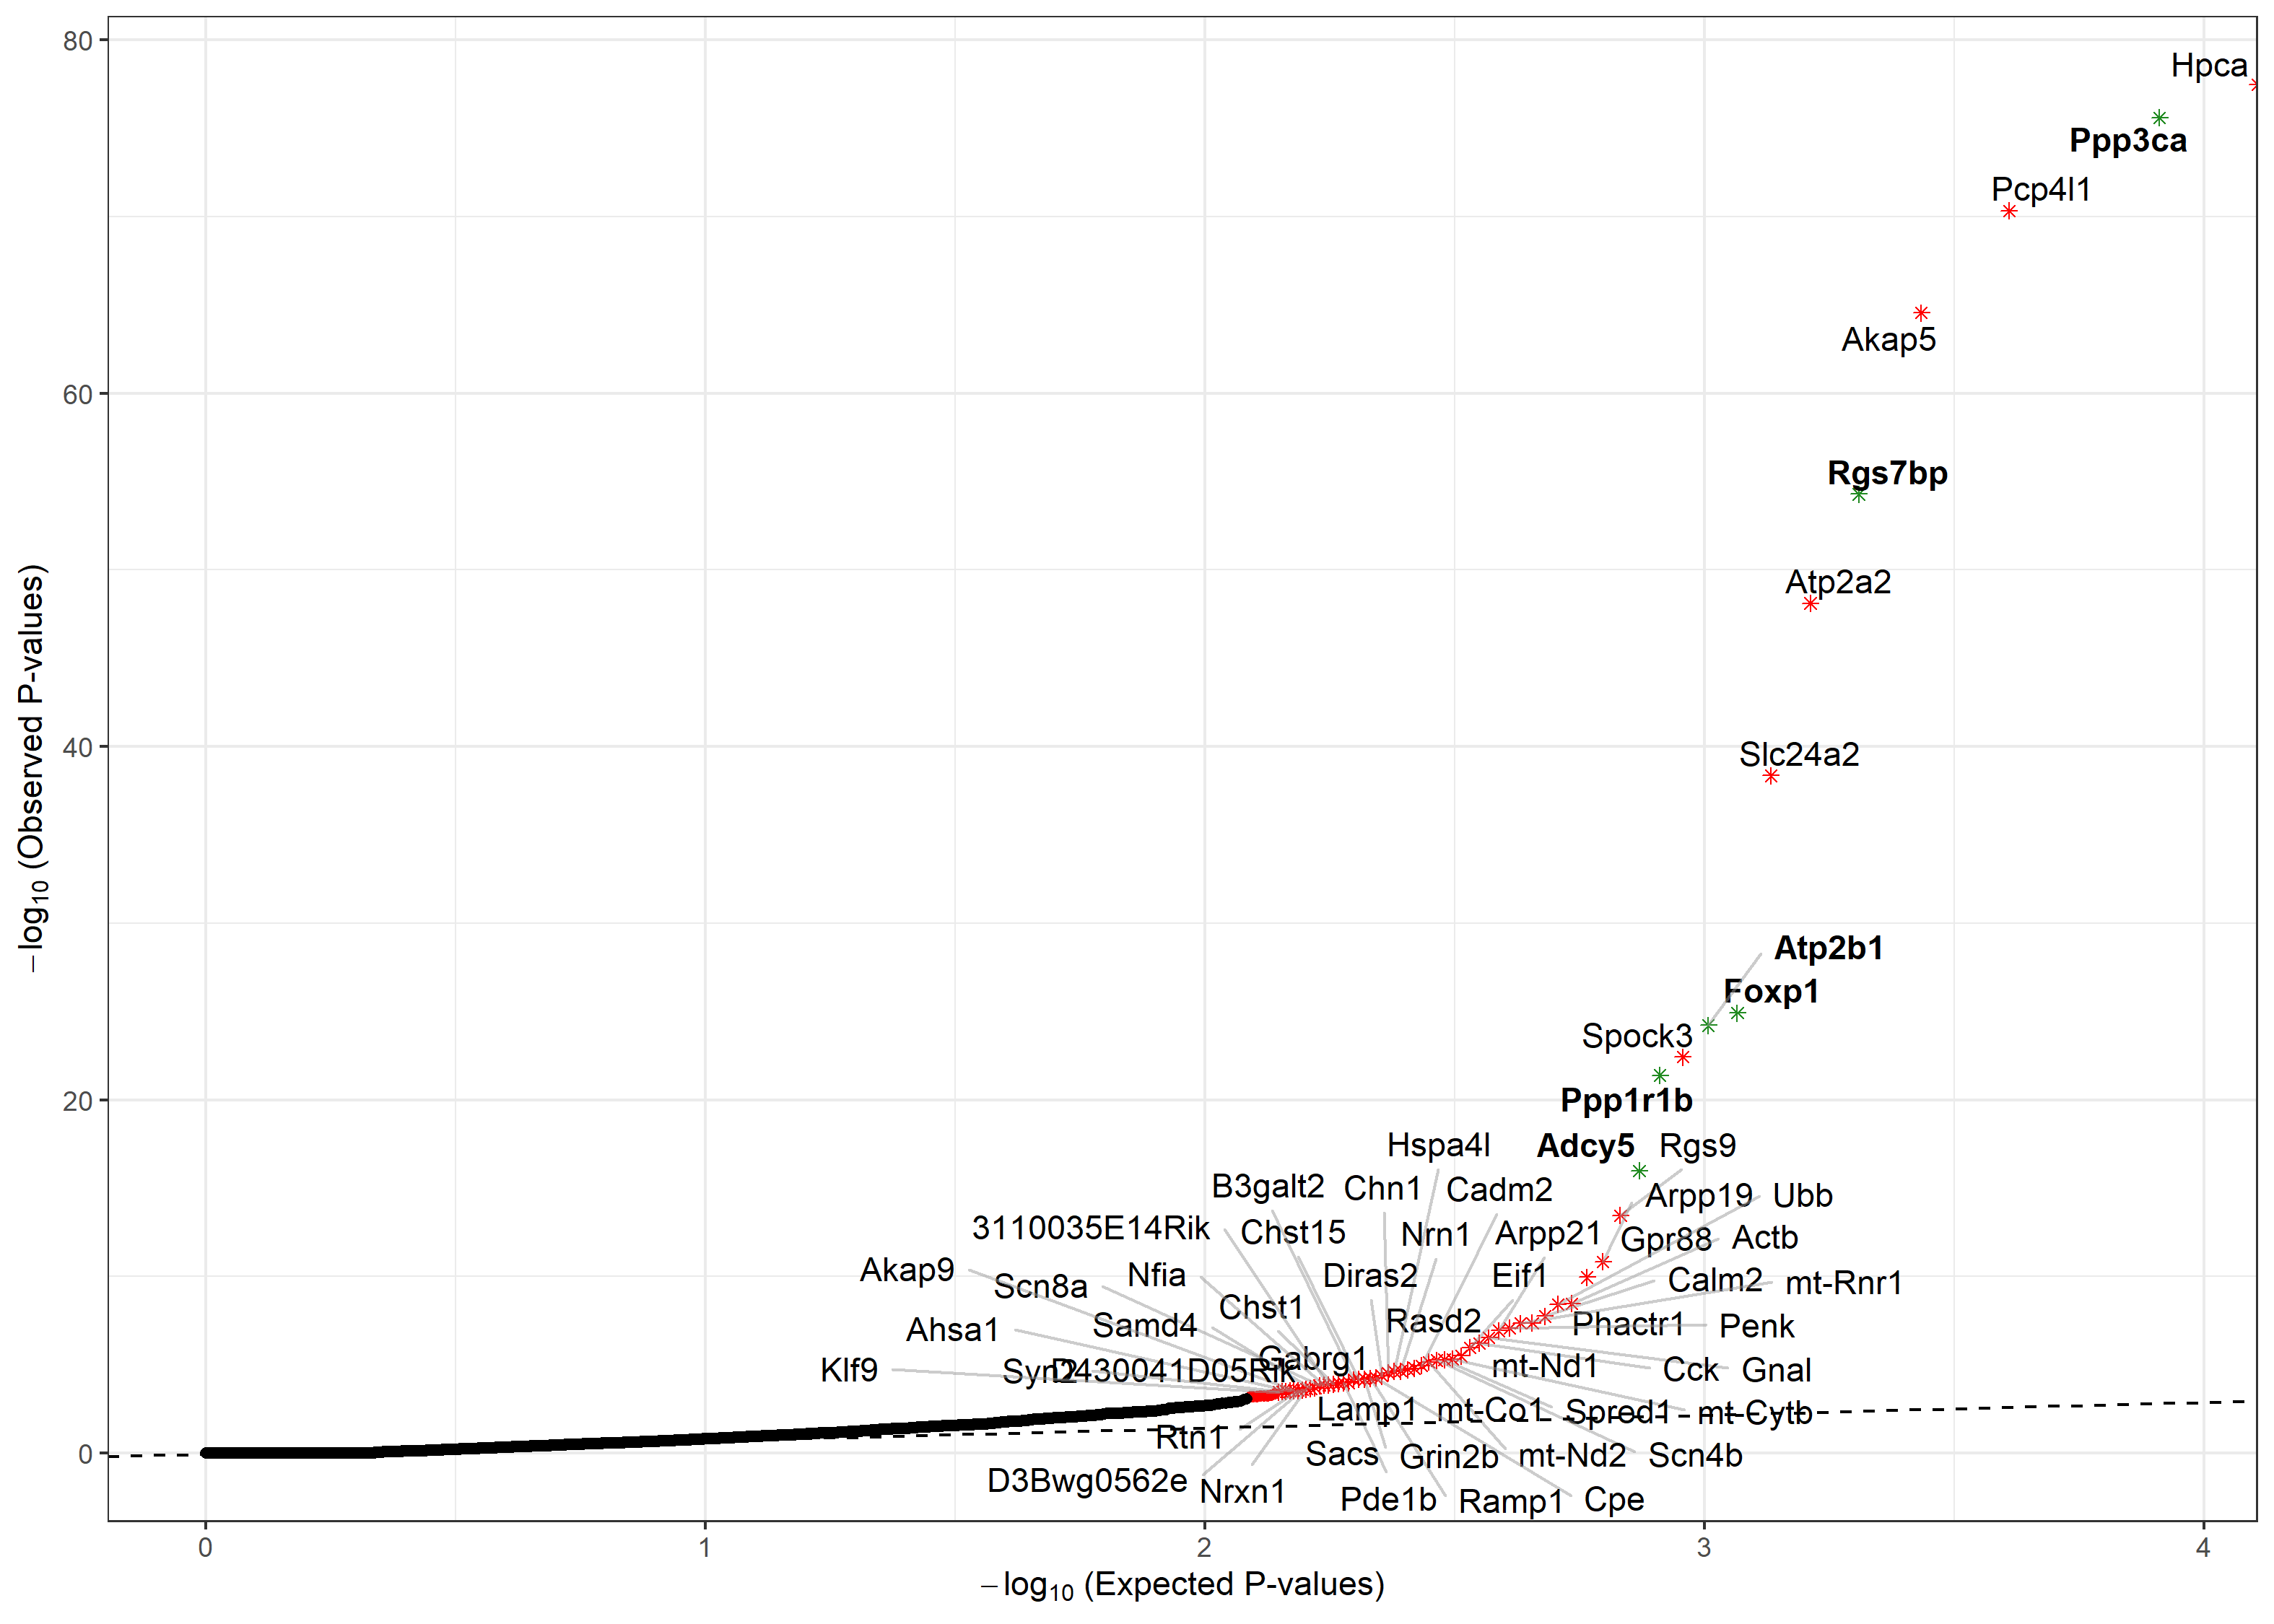 80
Hpca
Ppp3ca
Pcp4l1
Akap5
60
Rgs7bp
Atp2a2
40
Slc24a2
Atp2b1
Foxp1
Spock3
20
Ppp1r1b
Hspa4l
Adcy5
Rgs9
B3galt2
Chn1
Cadm2
Arpp19
Ubb
3110035E14Rik
Chst15
Nrn1
Arpp21
Gpr88
Actb
Akap9
Scn8a
Nfia
Diras2
Eif1
Calm2
mt-Rnr1
Chst1
Ahsa1
Samd4
Rasd2
Phactr1
Penk
Klf9
Syn2
D430041D05Rik
Gabrg1
mt-Nd1
Cck
Gnal
Lamp1
mt-Co1
Spred1
mt-Cytb
0
Rtn1
Sacs
Grin2b
mt-Nd2
Scn4b
D3Bwg0562e
Nrxn1
Pde1b
Ramp1
Cpe
0
1
2
3
4
−log10 (Expected P-values)
−log10 (Observed P-values)